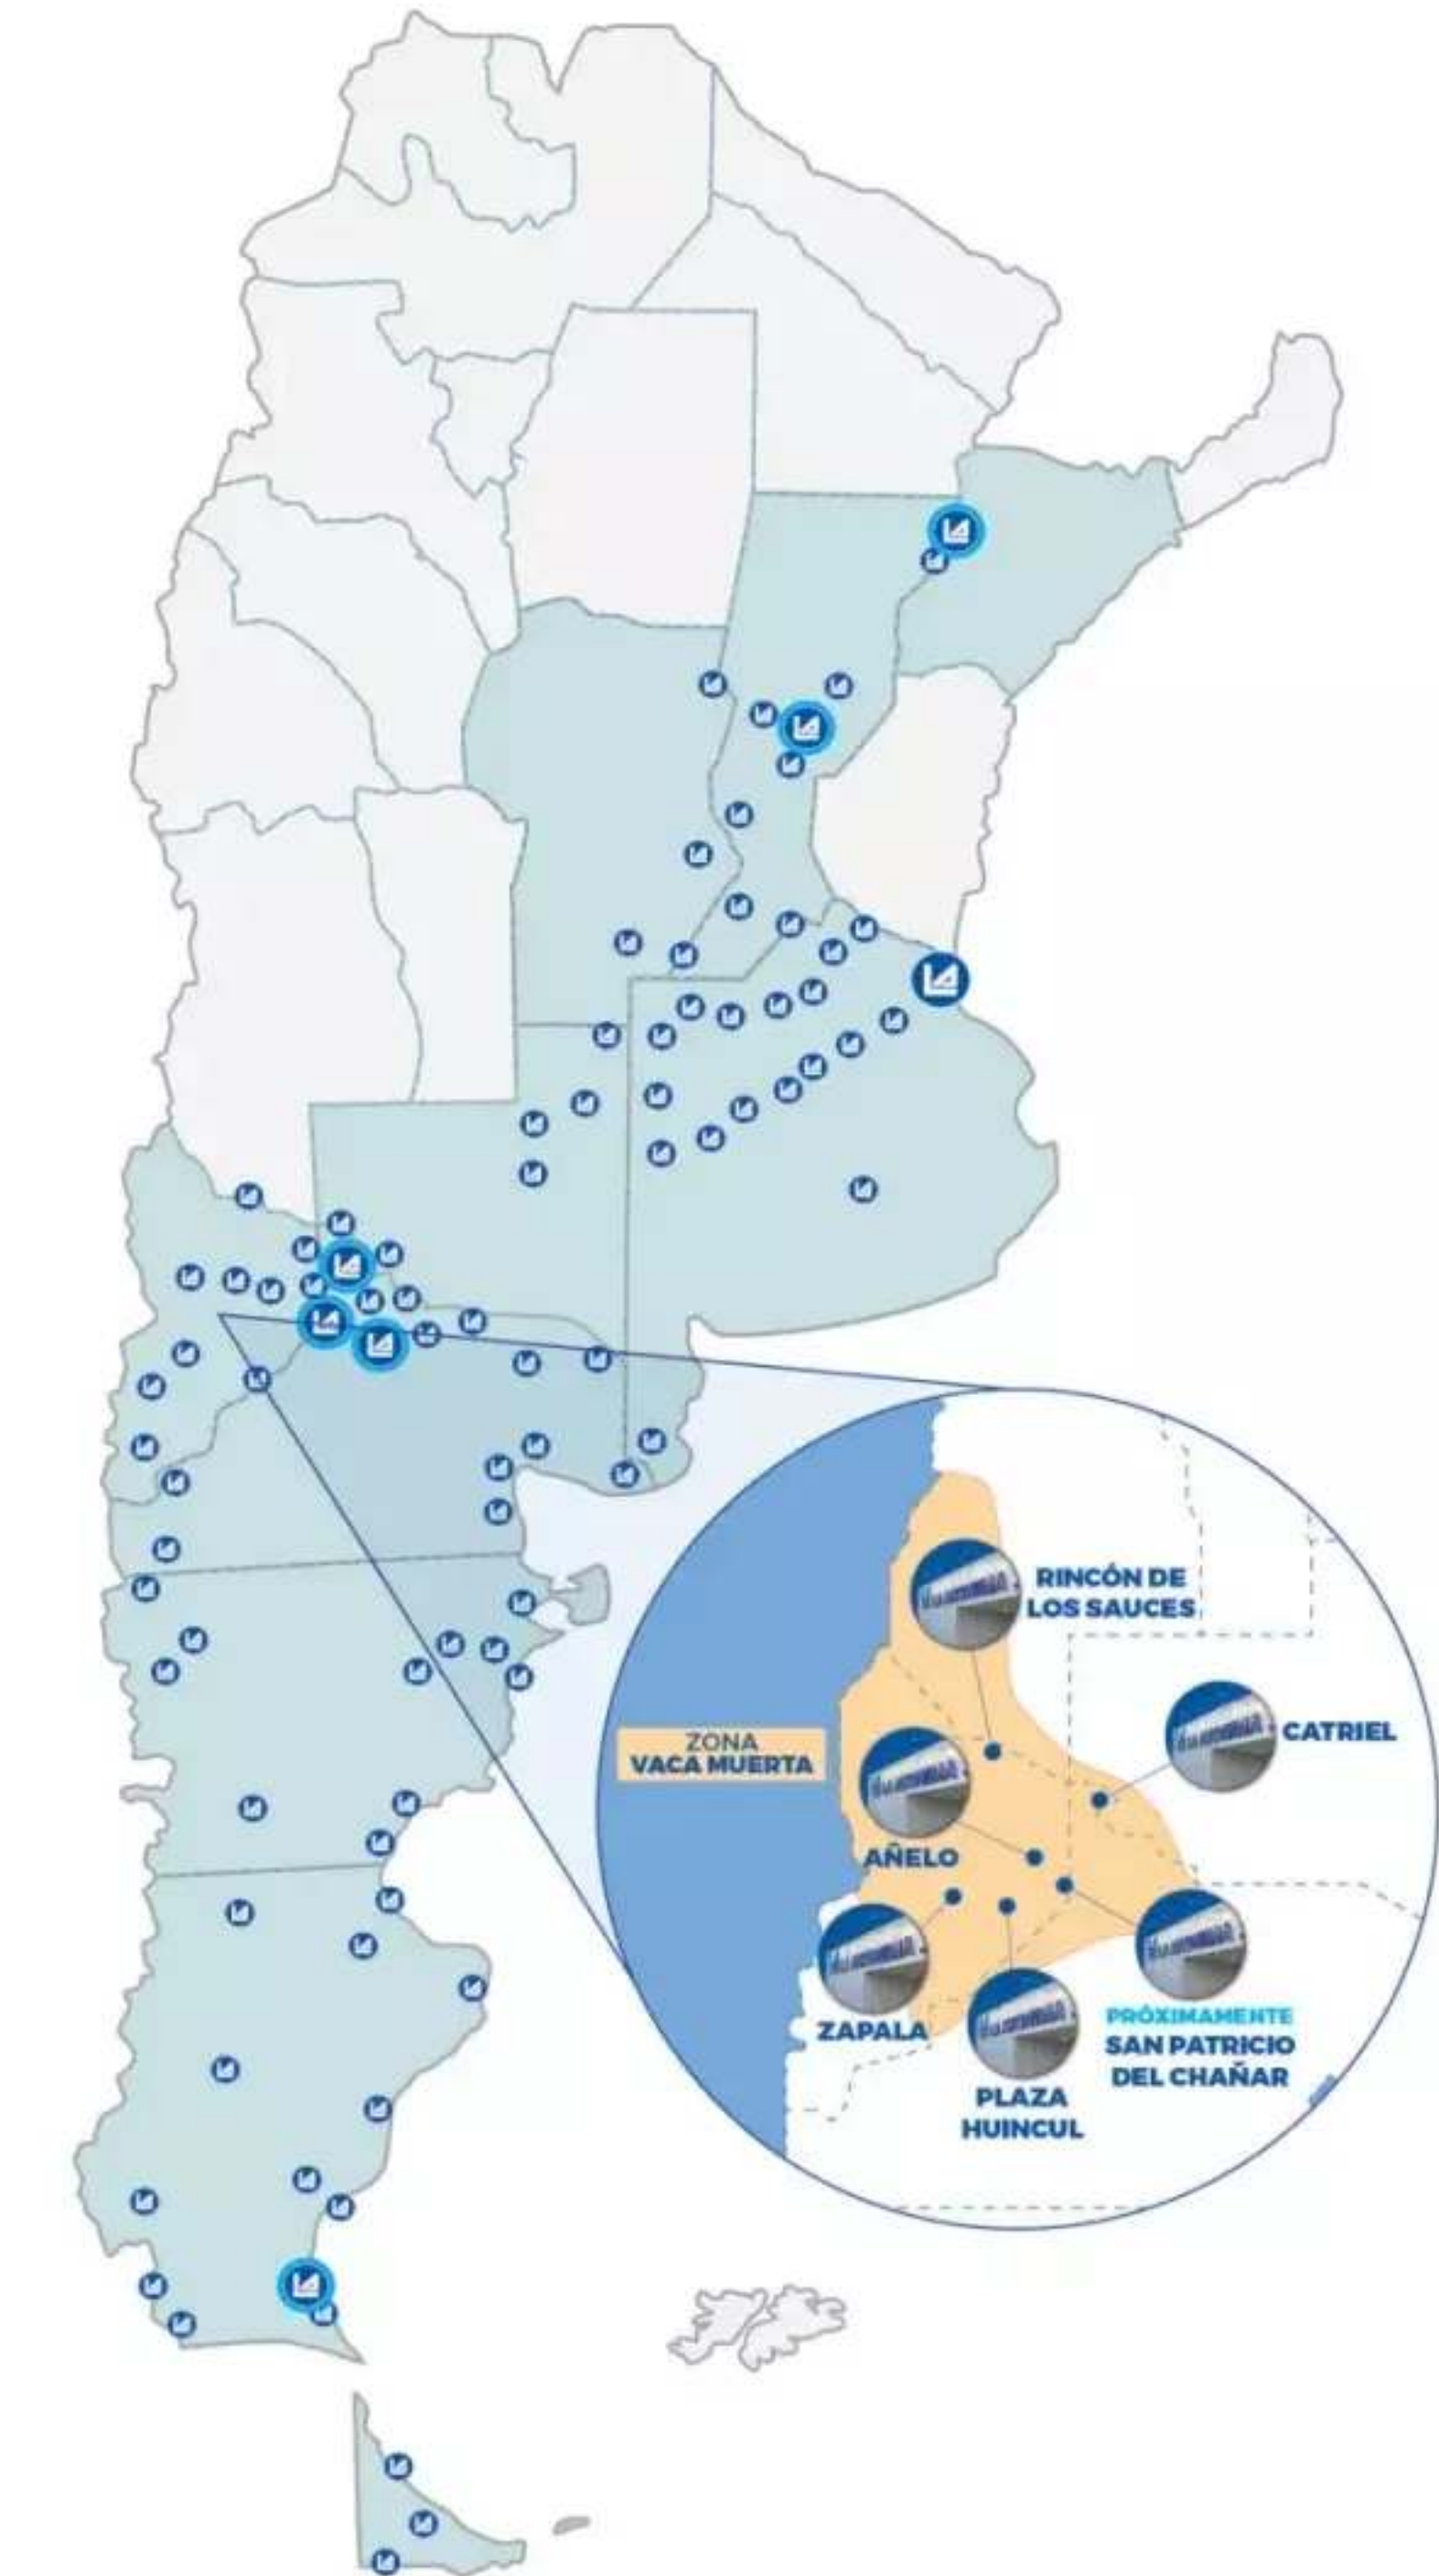 RINCÓN DE
LOS SAUCES
CATRIEL
ZONA
VACA MUERTA
AÑELO
ZAPALA
PLAZA
HUINCUL
PRÓXIMAMENTE
SAN PATRICIO
DEL CHAÑAR